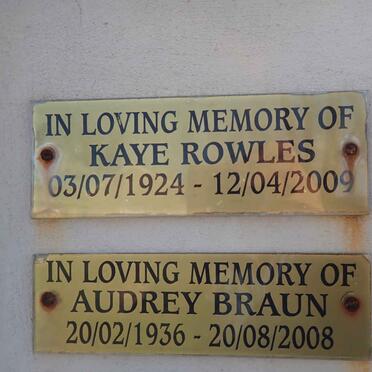 IN LOVING MEMORY OF
KAYE ROWLES
03/07/1924 - 12/04/2009
IN LOVING MEMORY OF
AUDREY BRAUN
20/02/1936 - 20/08/2008